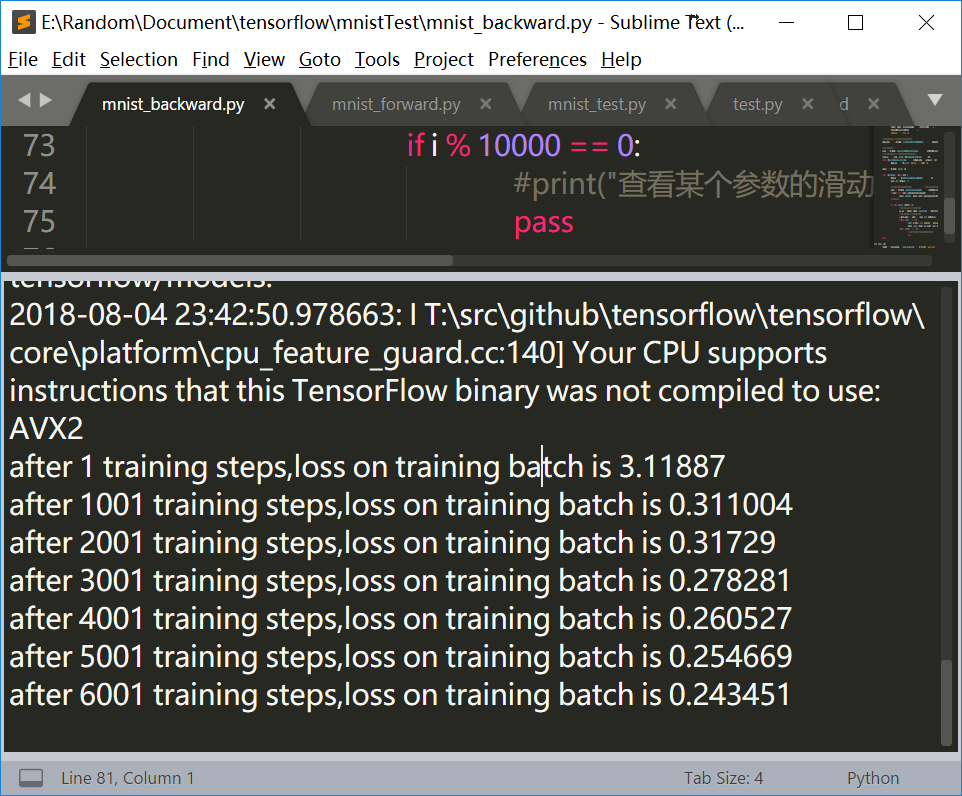 E:\Random\Document\tensorflow\mnistTest\mnist_backward.py - Sublime Text (...
File Edit Selection Find View Goto Tools Project Preferences Help
mnist_backward.py × mnist_forward.py × mnist_test.py × test.py × d ×
73 if i % 10000 == 0:
74 #print("查看某个参数的滑动
75 pass
tensorflow/models.
2018-08-04 23:42:50.978663: I T:\src\github\tensorflow\tensorflow\
core\platform\cpu_feature_guard.cc:140] Your CPU supports
instructions that this TensorFlow binary was not compiled to use:
AVX2
after 1 training steps,loss on training batch is 3.11887
after 1001 training steps,loss on training batch is 0.311004
after 2001 training steps,loss on training batch is 0.31729
after 3001 training steps,loss on training batch is 0.278281
after 4001 training steps,loss on training batch is 0.260527
after 5001 training steps,loss on training batch is 0.254669
after 6001 training steps,loss on training batch is 0.243451
Line 81, Column 1 Tab Size: 4 Python